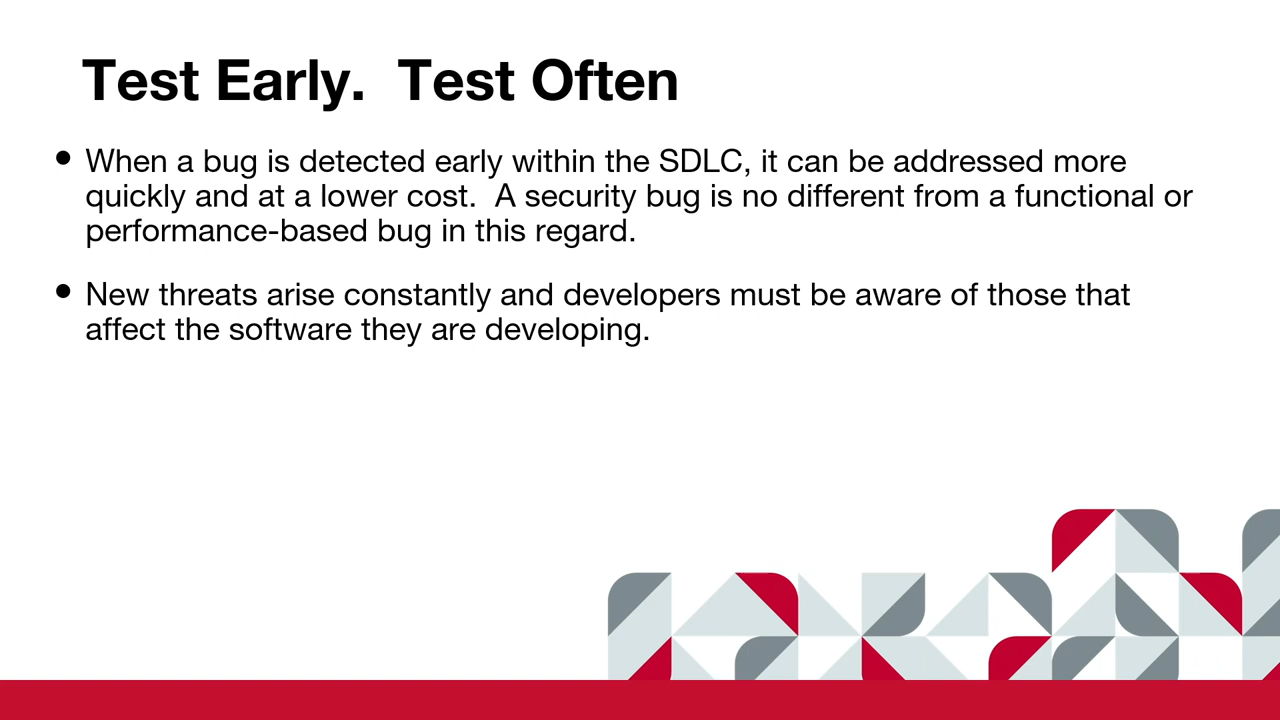 Test Early.  Test Often
• When a bug is detected early within the SDLC, it can be addressed more
quickly and at a lower cost.  A security bug is no different from a functional or
performance-based bug in this regard.
• New threats arise constantly and developers must be aware of those that
affect the software they are developing.